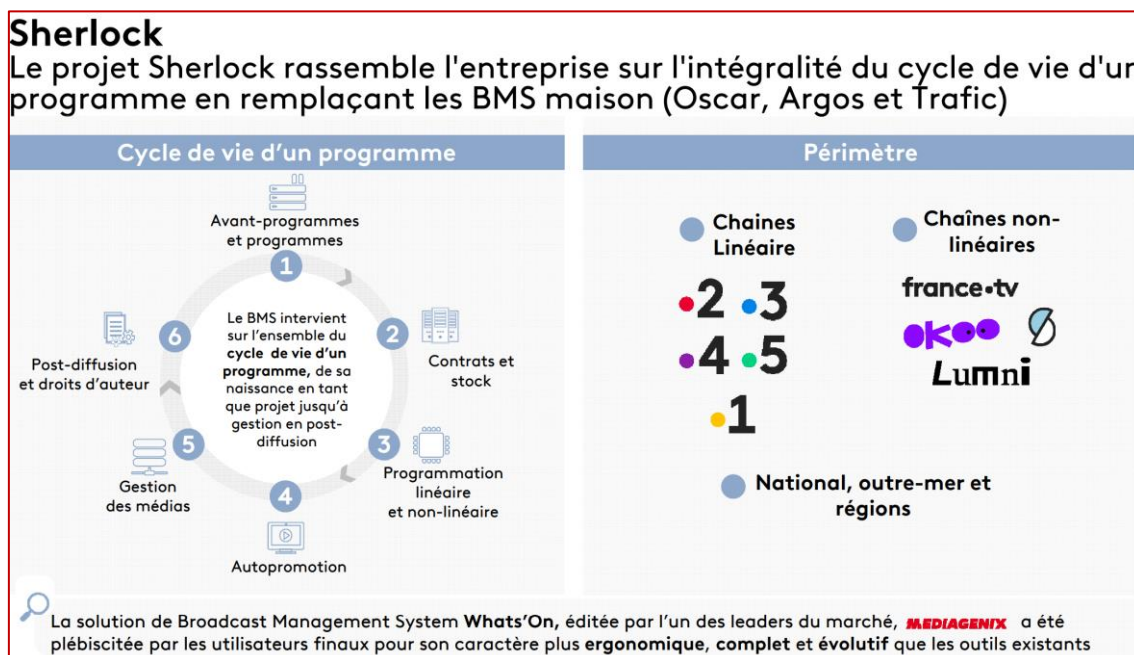 Sherlock
Le projet Sherlock rassemble l'entreprise sur l'intégralité du cycle de vie d'un
programme en remplaçant les BMS maison (Oscar, Argos et Trafic)
Cycle de vie d'un programme
Avant-programmes
et programmes
1
2
Contrats et
stock
3
Programmation
linéaire
et non-linéaire
4
Autopromotion
5
Gestion
des médias
6
Post-diffusion
et droits d'auteur
Le BMS intervient
sur l'ensemble du
cycle de vie d'un
programme, de sa
naissance en tant
que projet jusqu'à
gestion en post-
diffusion
Périmètre
Chaines
Linéaire
2 3
4 5
1
Chaînes non-
linéaires
france•tv
okoo
Lumni
National, outre-mer et
régions
La solution de Broadcast Management System Whats'On, éditée par l'un des leaders du marché, MEDIAGENIX a été
plébiscitée par les utilisateurs finaux pour son caractère plus ergonomique, complet et évolutif que les outils existants